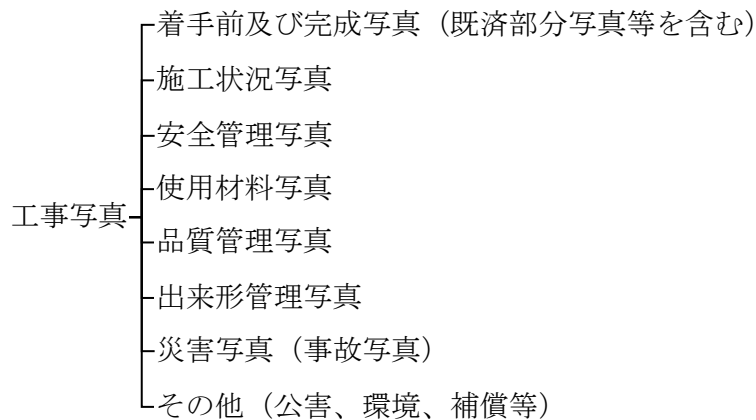 着手前及び完成写真（既済部分写真等を含む）
施工状況写真
安全管理写真
使用材料写真
工事写真
品質管理写真
出来形管理写真
災害写真（事故写真）
その他（公害、環境、補償等）